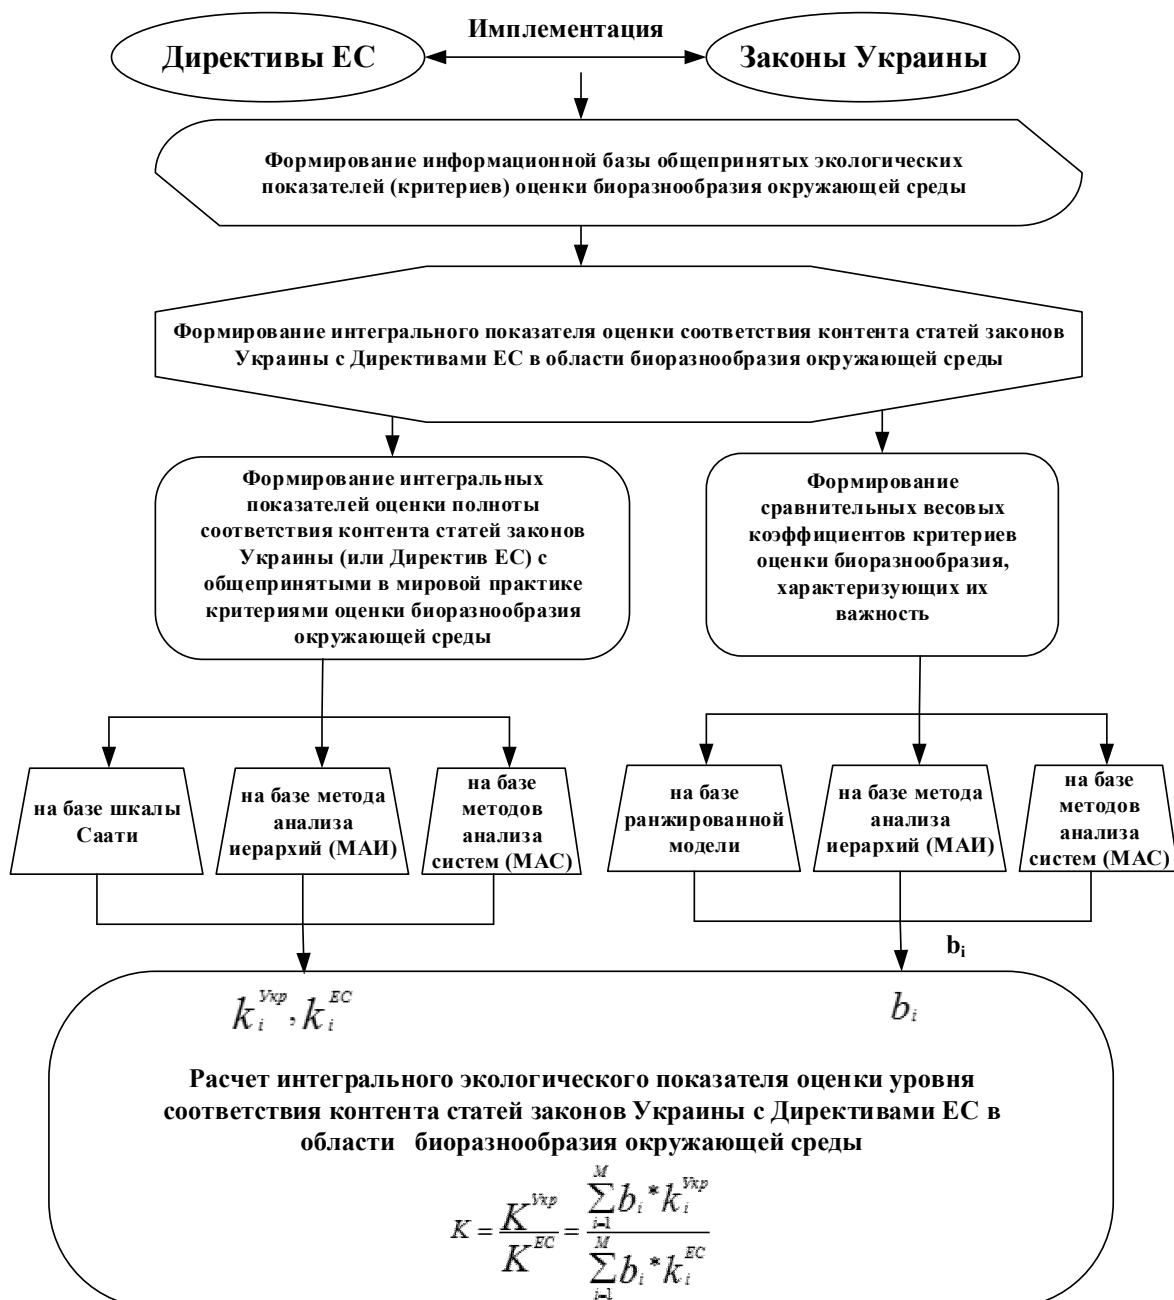 Имплементация
Директивы ЕС
Законы Украины
Формирование информационной базы общепринятых экологических
показателей (критериев) оценки биоразнообразия окружающей среды
Формирование интегрального показателя оценки соответствия контента статей законов
Украины с Директивами ЕС в области биоразнообразия окружающей среды
Формирование интегральных
показателей оценки полноты
соответствия контента статей законов
Украины (или Директив ЕС) с
общепринятыми в мировой практике
критериями оценки биоразнообразия
окружающей среды
Формирование
сравнительных весовых
коэффициентов критериев
оценки биоразнообразия,
характеризующих их
важность
на базе шкалы
Саати
на базе метода
анализа
иерархий (МАИ)
на базе
методов
анализа
систем (МАС)
на базе
ранжированной
модели
на базе метода
анализа
иерархий (МАИ)
на базе
методов
анализа
систем (МАС)
b_i
k_i^{Укр}, k_i^{ЕС}
b_i
Расчет интегрального экологического показателя оценки уровня
соответствия контента статей законов Украины с Директивами ЕС в
области биоразнообразия окружающей среды
K = \frac{K^{Укр}}{K^{ЕС}} = \frac{\sum_{i=1}^{M} b_i * k_i^{Укр}}{\sum_{i=1}^{M} b_i * k_i^{ЕС}}